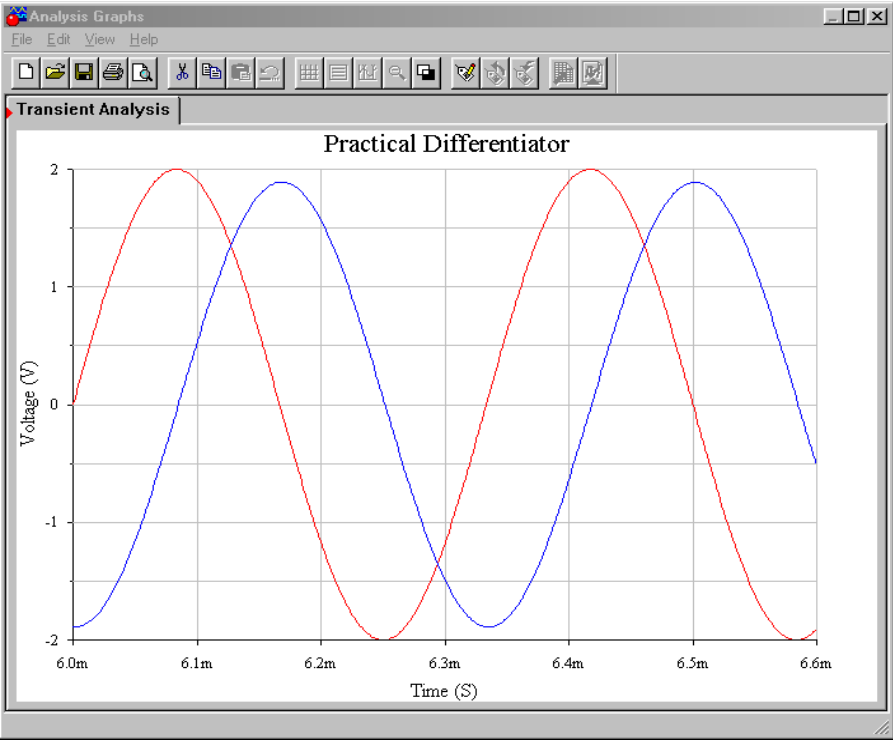 Analysis Graphs
File Edit View Help
Transient Analysis
Practical Differentiator
2
1
0
-1
-2
Voltage (V)
6.0m 6.1m 6.2m 6.3m 6.4m 6.5m 6.6m
Time (S)